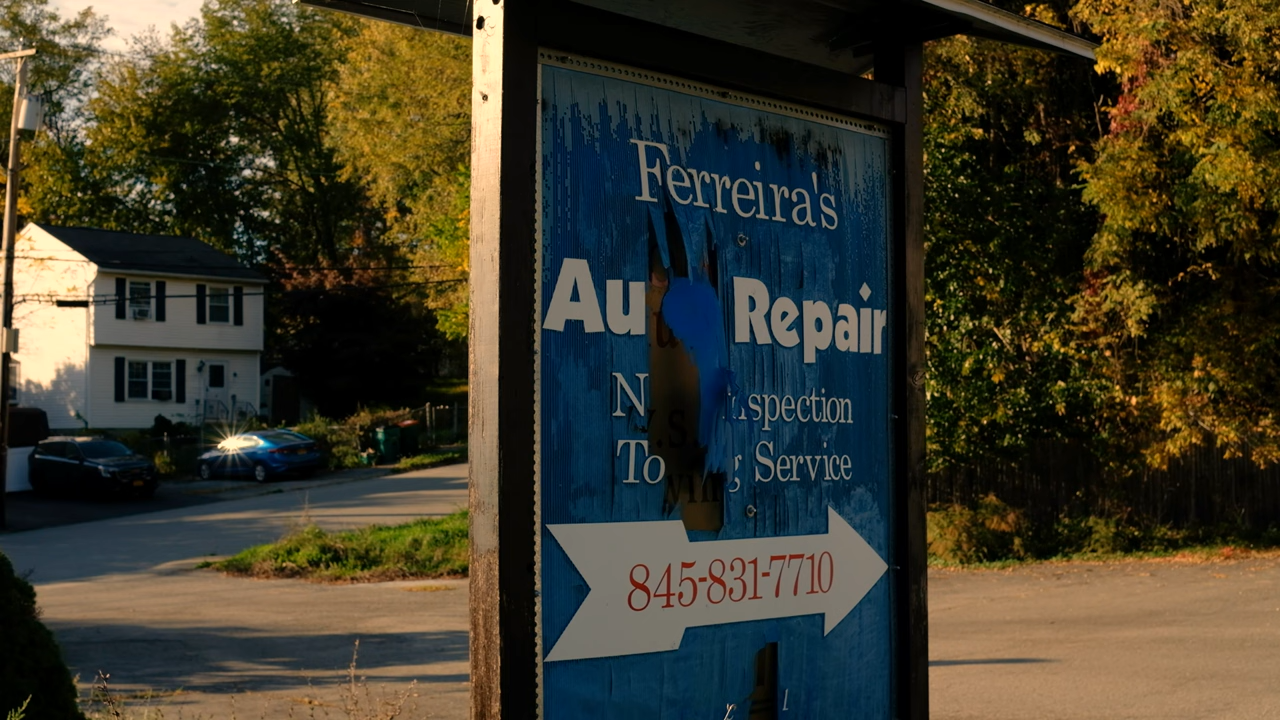 Ferreira's
Au Repair
N spection
To g Service
845-831-7710